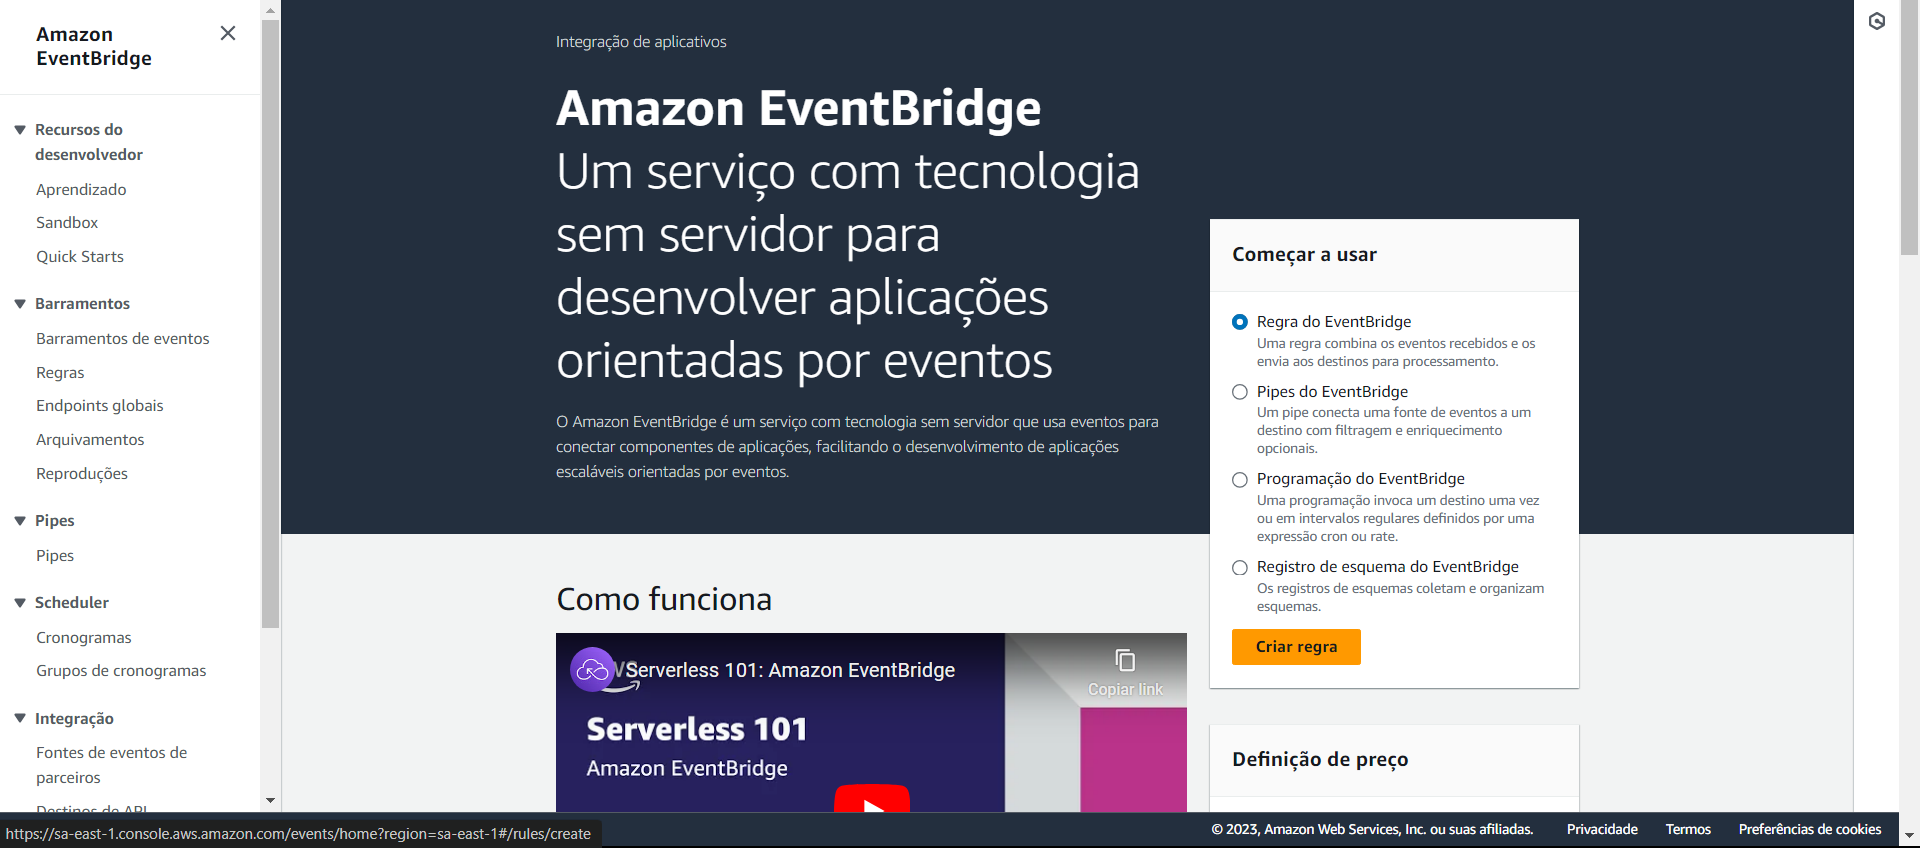 Amazon
EventBridge
Recursos do
desenvolvedor
Aprendizado
Sandbox
Quick Starts
Barramentos
Barramentos de eventos
Regras
Endpoints globais
Arquivamentos
Reproduções
Pipes
Pipes
Scheduler
Cronogramas
Grupos de cronogramas
Integração
Fontes de eventos de
parceiros
Destinos de API
Integração de aplicativos
Amazon EventBridge
Um serviço com tecnologia
sem servidor para
desenvolver aplicações
orientadas por eventos
O Amazon EventBridge é um serviço com tecnologia sem servidor que usa eventos para
conectar componentes de aplicações, facilitando o desenvolvimento de aplicações
escaláveis orientadas por eventos.
Começar a usar
Regra do EventBridge
Uma regra combina os eventos recebidos e os
envia aos destinos para processamento.
Pipes do EventBridge
Um pipe conecta uma fonte de eventos a um
destino com filtragem e enriquecimento
opcionais.
Programação do EventBridge
Uma programação invoca um destino uma vez
ou em intervalos regulares definidos por uma
expressão cron ou rate.
Registro de esquema do EventBridge
Os registros de esquemas coletam e organizam
esquemas.
Criar regra
Como funciona
Serverless 101: Amazon EventBridge
Copiar link
Serverless 101
Amazon EventBridge
Definição de preço
https://sa-east-1.console.aws.amazon.com/events/home?region=sa-east-1#/rules/create
© 2023, Amazon Web Services, Inc. ou suas afiliadas.
Privacidade
Termos
Preferências de cookies